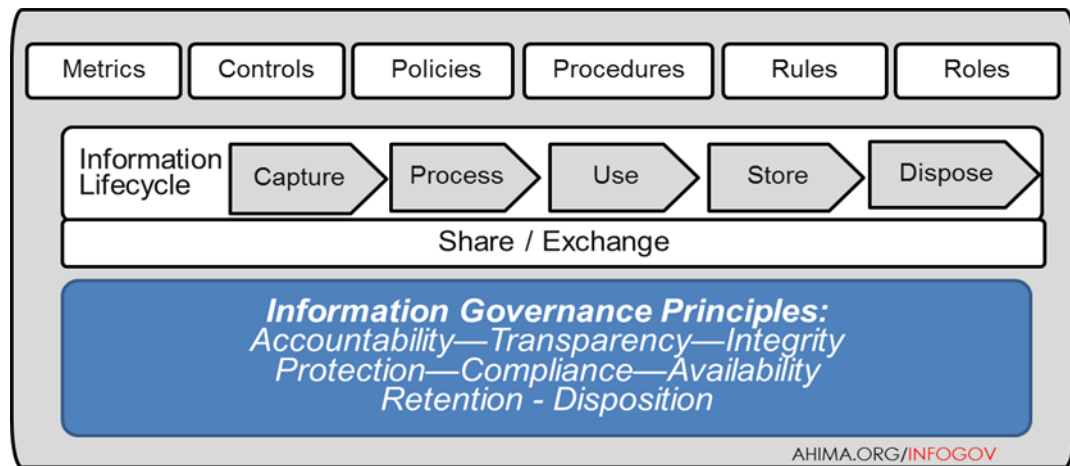 Metrics Controls Policies Procedures Rules Roles
Information
Lifecycle
Capture Process Use Store Dispose
Share / Exchange
Information Governance Principles:
Accountability—Transparency—Integrity
Protection—Compliance—Availability
Retention - Disposition
AHIMA.ORG/INFOGOV